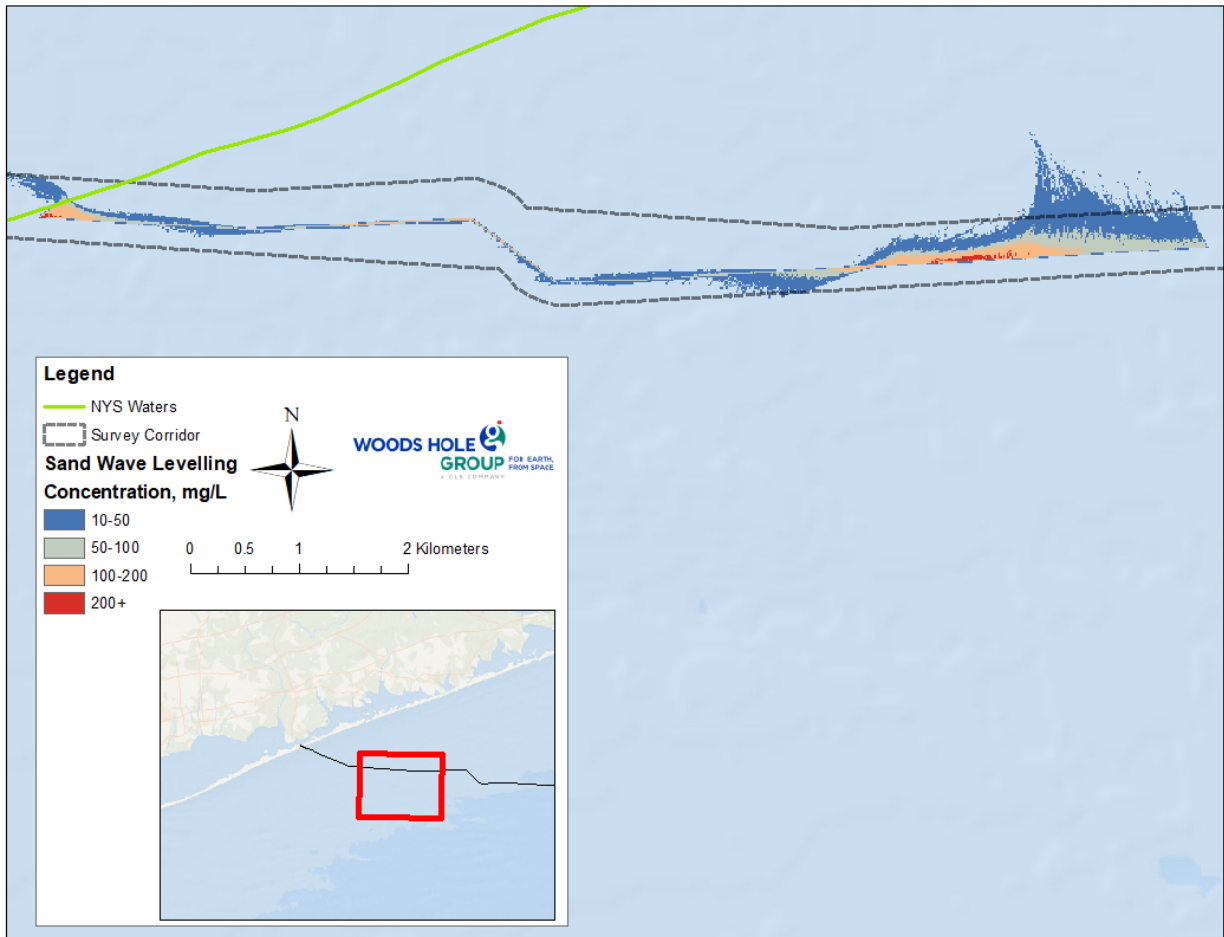 Legend
NYS Waters
Survey Corridor
Sand Wave Levelling
Concentration, mg/L
10-50
50-100
100-200
200+
N
WOODS HOLE
GROUP
FOR EARTH,
FROM SPACE
A CLS COMPANY
0 0.5 1 2 Kilometers